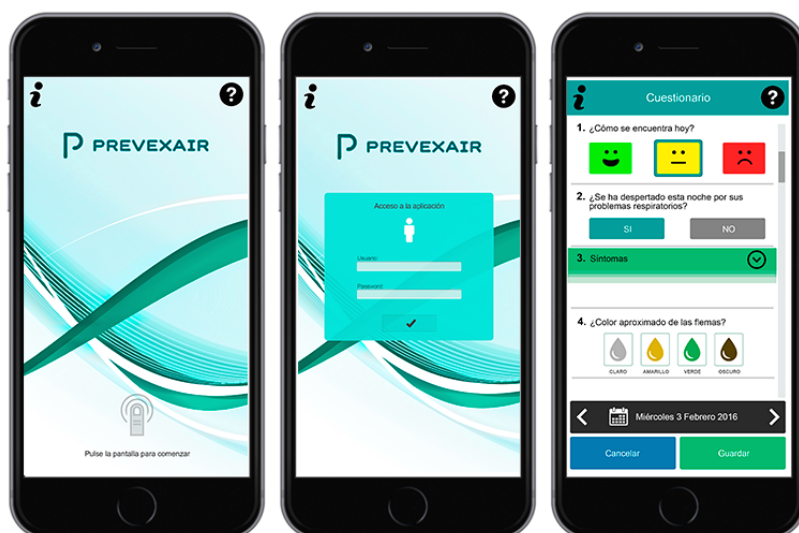 i
?
PREVEXAIR
Pulse la pantalla para comenzar
i
?
PREVEXAIR
Acceso a la aplicación
Usuario:
Password:
i
Cuestionario
?
1. ¿Cómo se encuentra hoy?
2. ¿Se ha despertado esta noche por sus
problemas respiratorios?
SI
NO
3. Síntomas
4. ¿Color aproximado de las flemas?
CLARO
AMARILLO
VERDE
OSCURO
Miércoles 3 Febrero 2016
Cancelar
Guardar